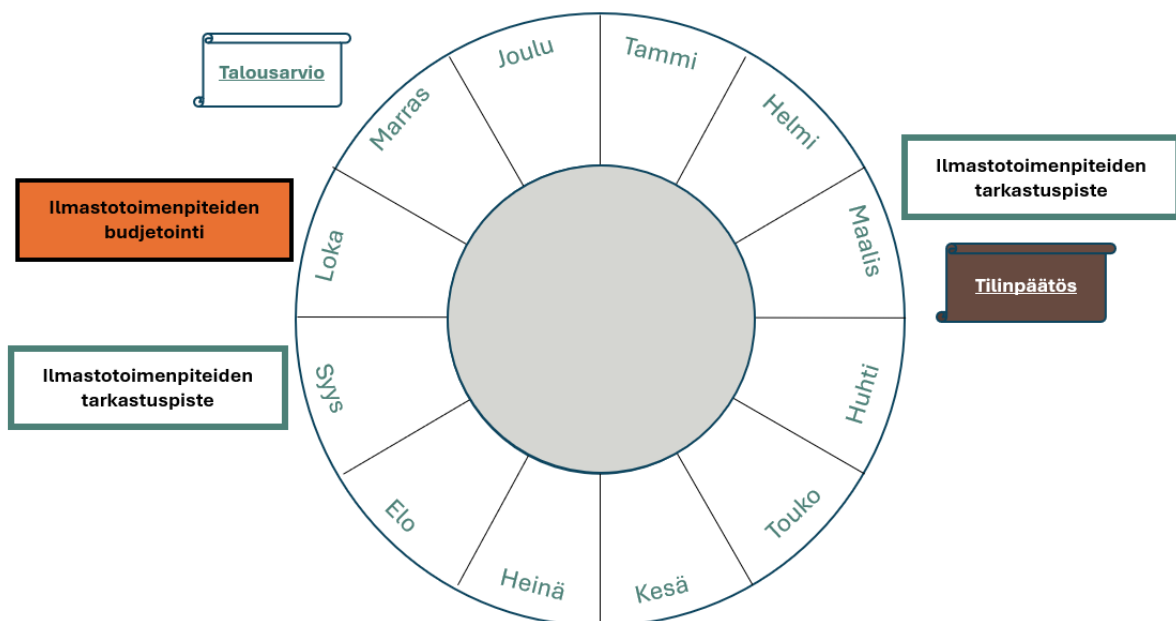 Talousarvio
Joulu
Tammi
Marras
Helmi
Ilmastotoimenpiteiden
tarkastuspiste
Ilmastotoimenpiteiden
budjetointi
Loka
Maalis
Tilinpäätös
Ilmastotoimenpiteiden
tarkastuspiste
Syys
Huhti
Elo
Touko
Heinä
Kesä